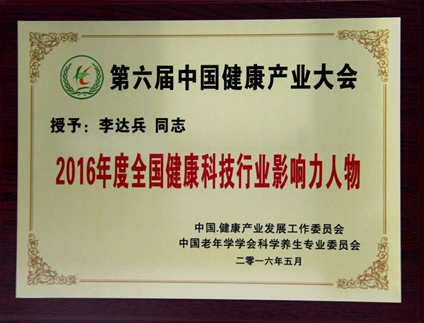 第六届中国健康产业大会
授予：李达兵 同志
2016年度全国健康科技行业影响力人物
中国.健康产业发展工作委员会
中国老年学学会科学养生专业委员会
二零一六年五月